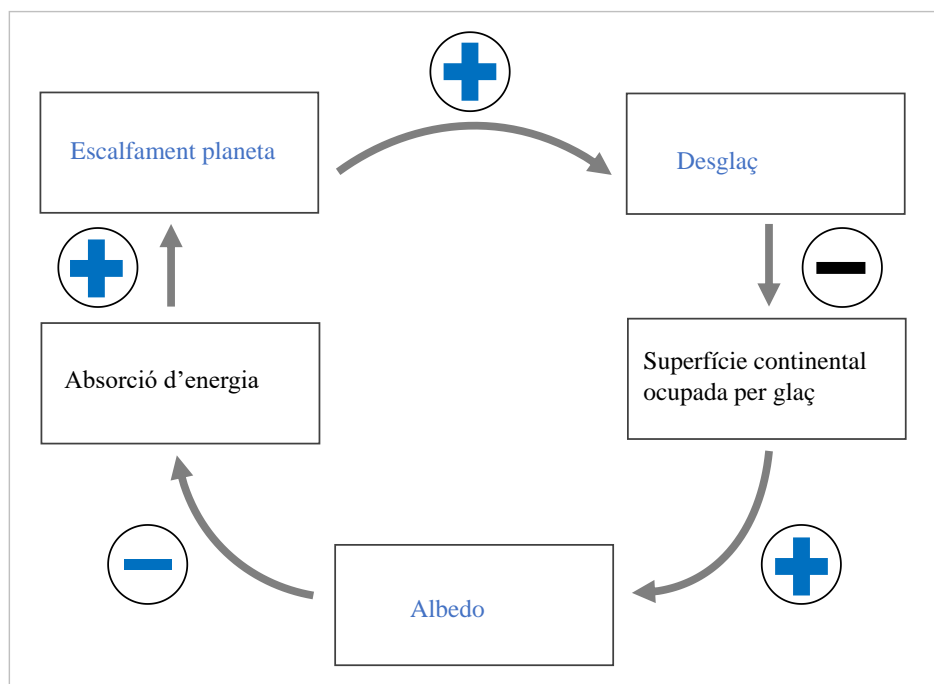 Escalfament planeta
Desglaç
Absorció d’energia
Superfície continental
ocupada per glaç
Albedo